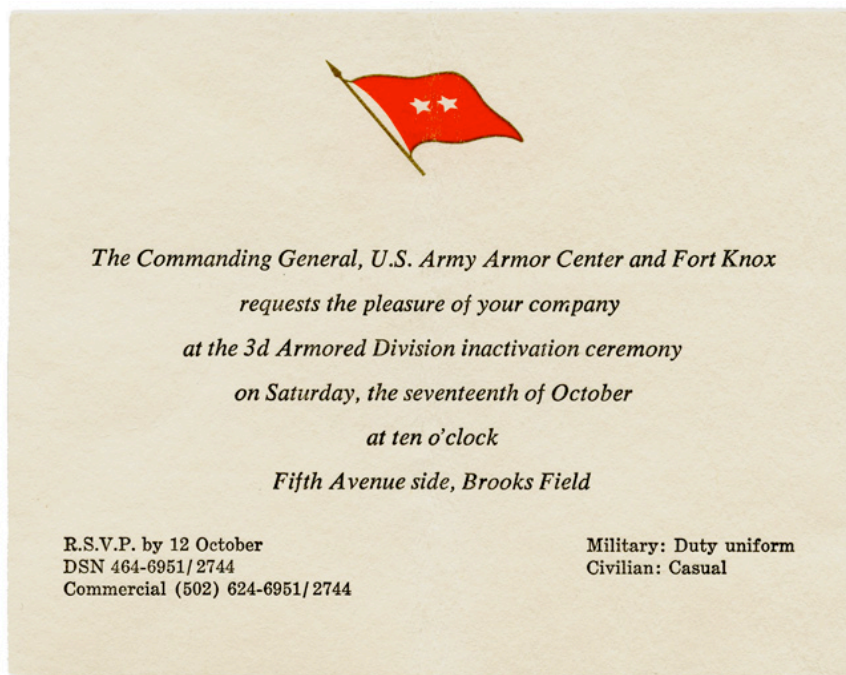 The Commanding General, U.S. Army Armor Center and Fort Knox
requests the pleasure of your company
at the 3d Armored Division inactivation ceremony
on Saturday, the seventeenth of October
at ten o'clock
Fifth Avenue side, Brooks Field
R.S.V.P. by 12 October
DSN 464-6951/2744
Commercial (502) 624-6951/2744
Military: Duty uniform
Civilian: Casual